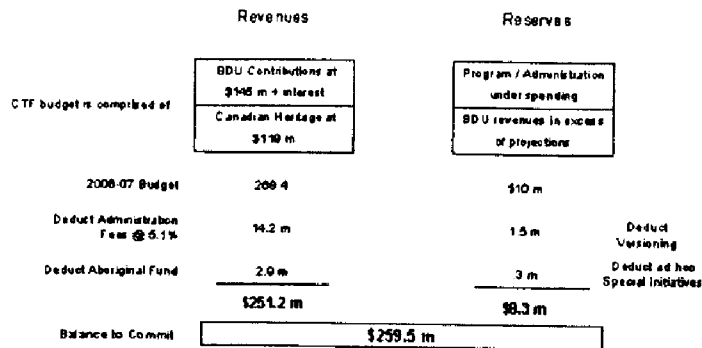 Revenues Reserves
CTF budget is comprised of
BDU Contributions at
$145 m + interest
Canadian Heritage at
$119 m
Program / Administration
under spending
BDU revenues in excess
of projections
2006-07 Budget $10 m
Deduct Administration
Fees @ 5.1% 14.2 m 1.5 m Deduct
Versioning
Deduct Aboriginal Fund 2.9 m 3 m Deduct ad hoc
Special Initiatives
$251.2 m $8.3 m
Balance to Commit $259.5 m